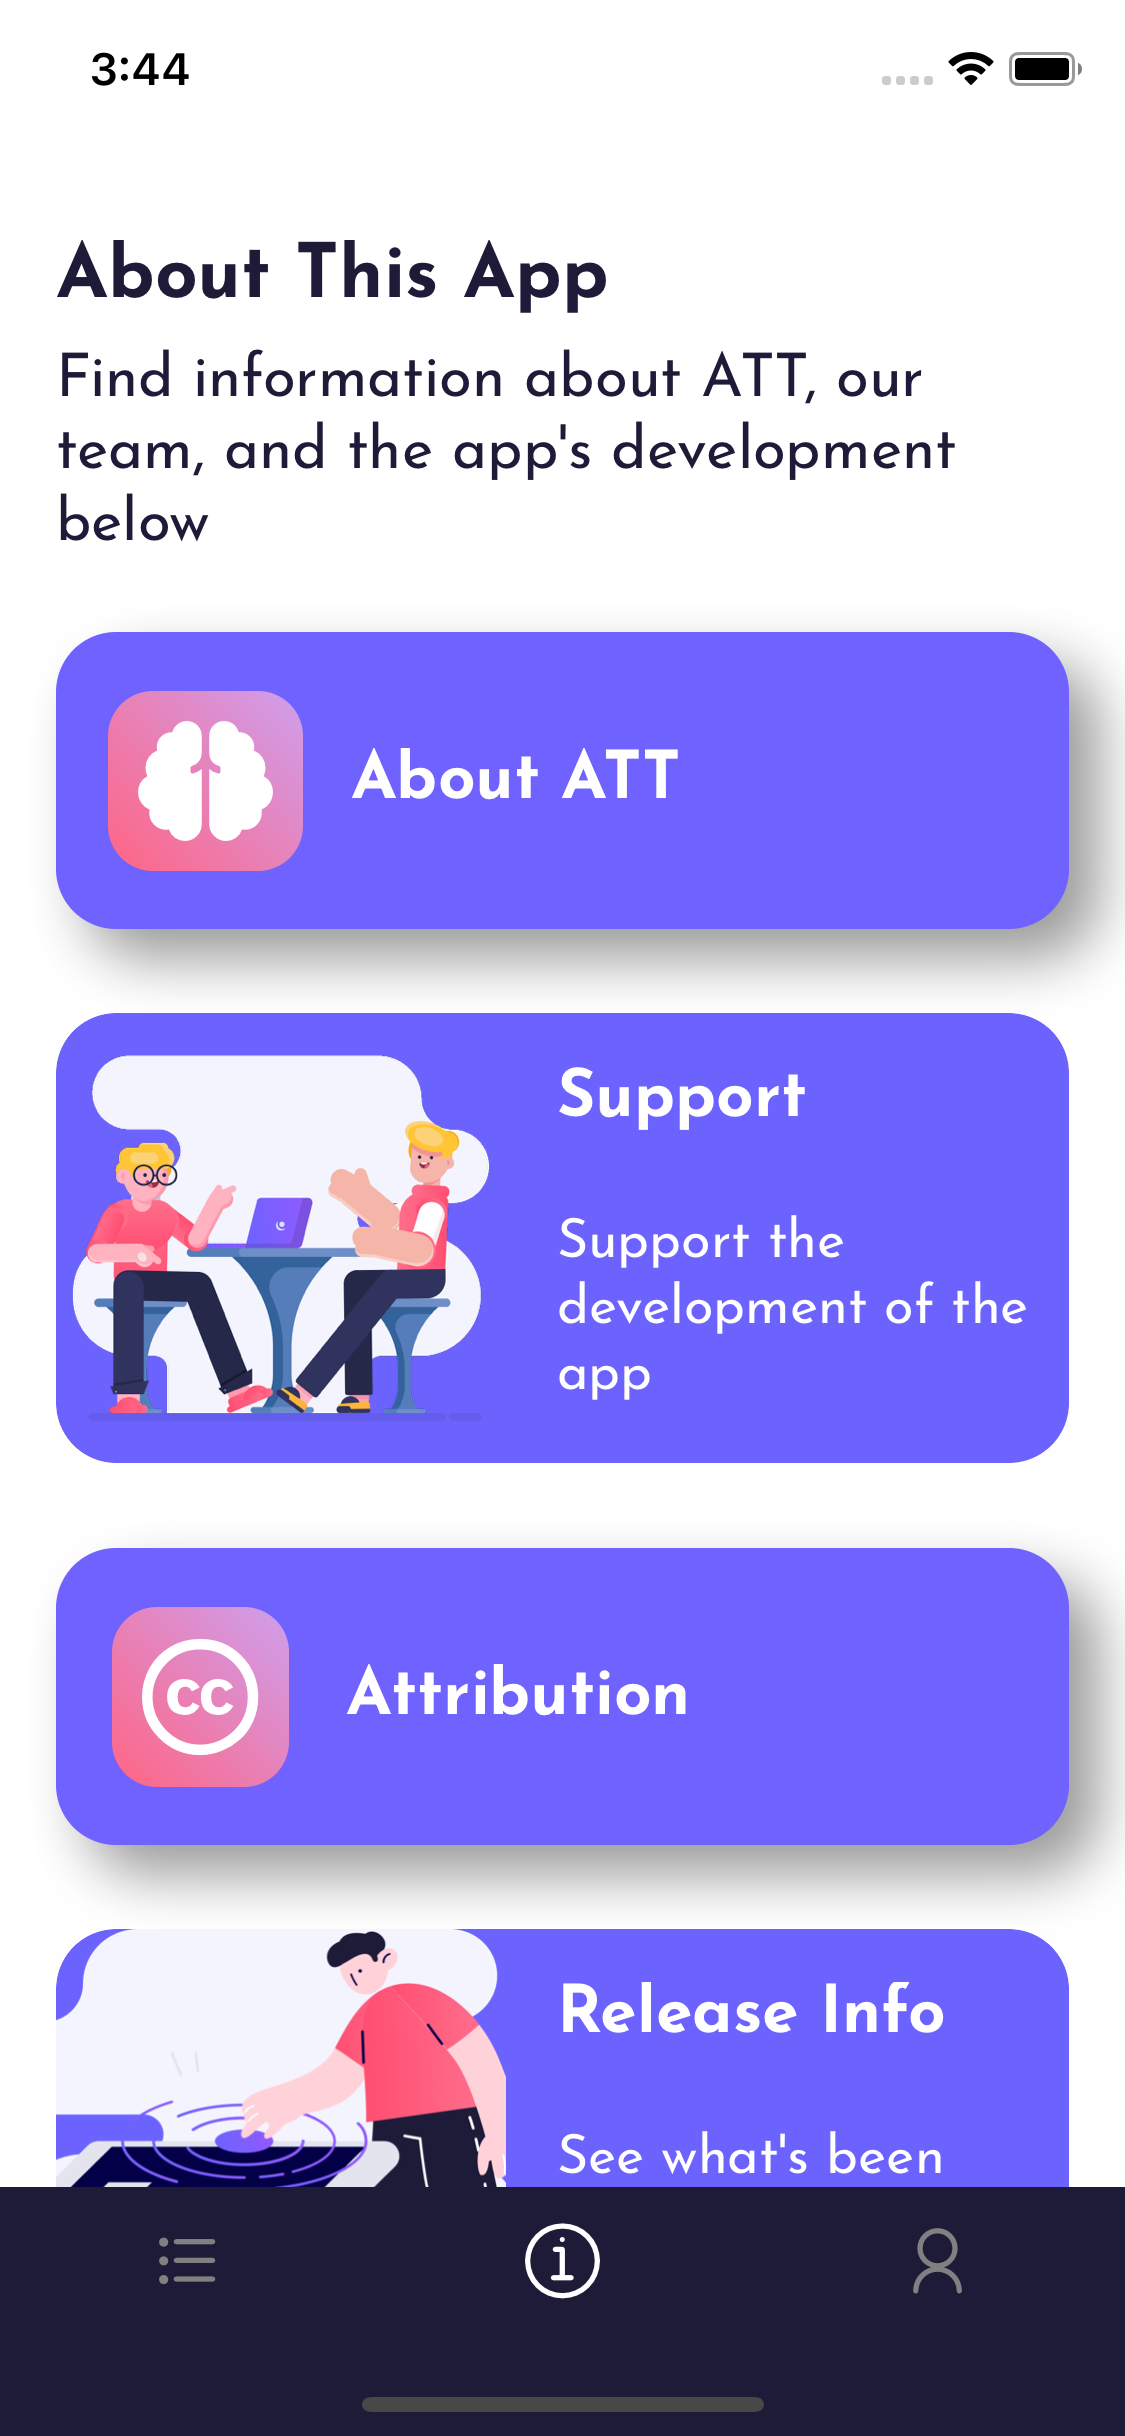 3:44
About This App
Find information about ATT, our
team, and the app's development
below
About ATT
Support
Support the
development of the
app
cc
Attribution
Release Info
See what's been